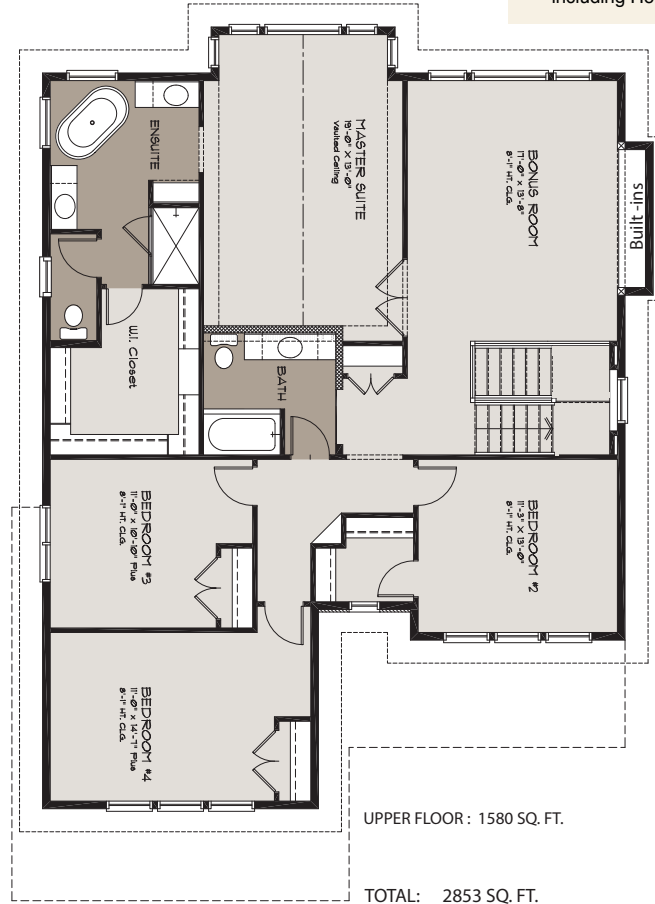 Including Flo
ENSUITE
MASTER SUITE
19'-0" X 13'-0"
Vaulted Ceiling
BONUS ROOM
17'-0" X 13'-8"
8'-1" HT. CLG.
Built-ins
W.I. Closet
BATH
BEDROOM #3
11'-0" X 10'-10" Plus
8'-1" HT. CLG.
BEDROOM #2
11'-3" X 13'-0"
8'-1" HT. CLG.
BEDROOM #4
11'-0" X 14'-7" Plus
8'-1" HT. CLG.
UPPER FLOOR : 1580 SQ. FT.
TOTAL: 2853 SQ. FT.